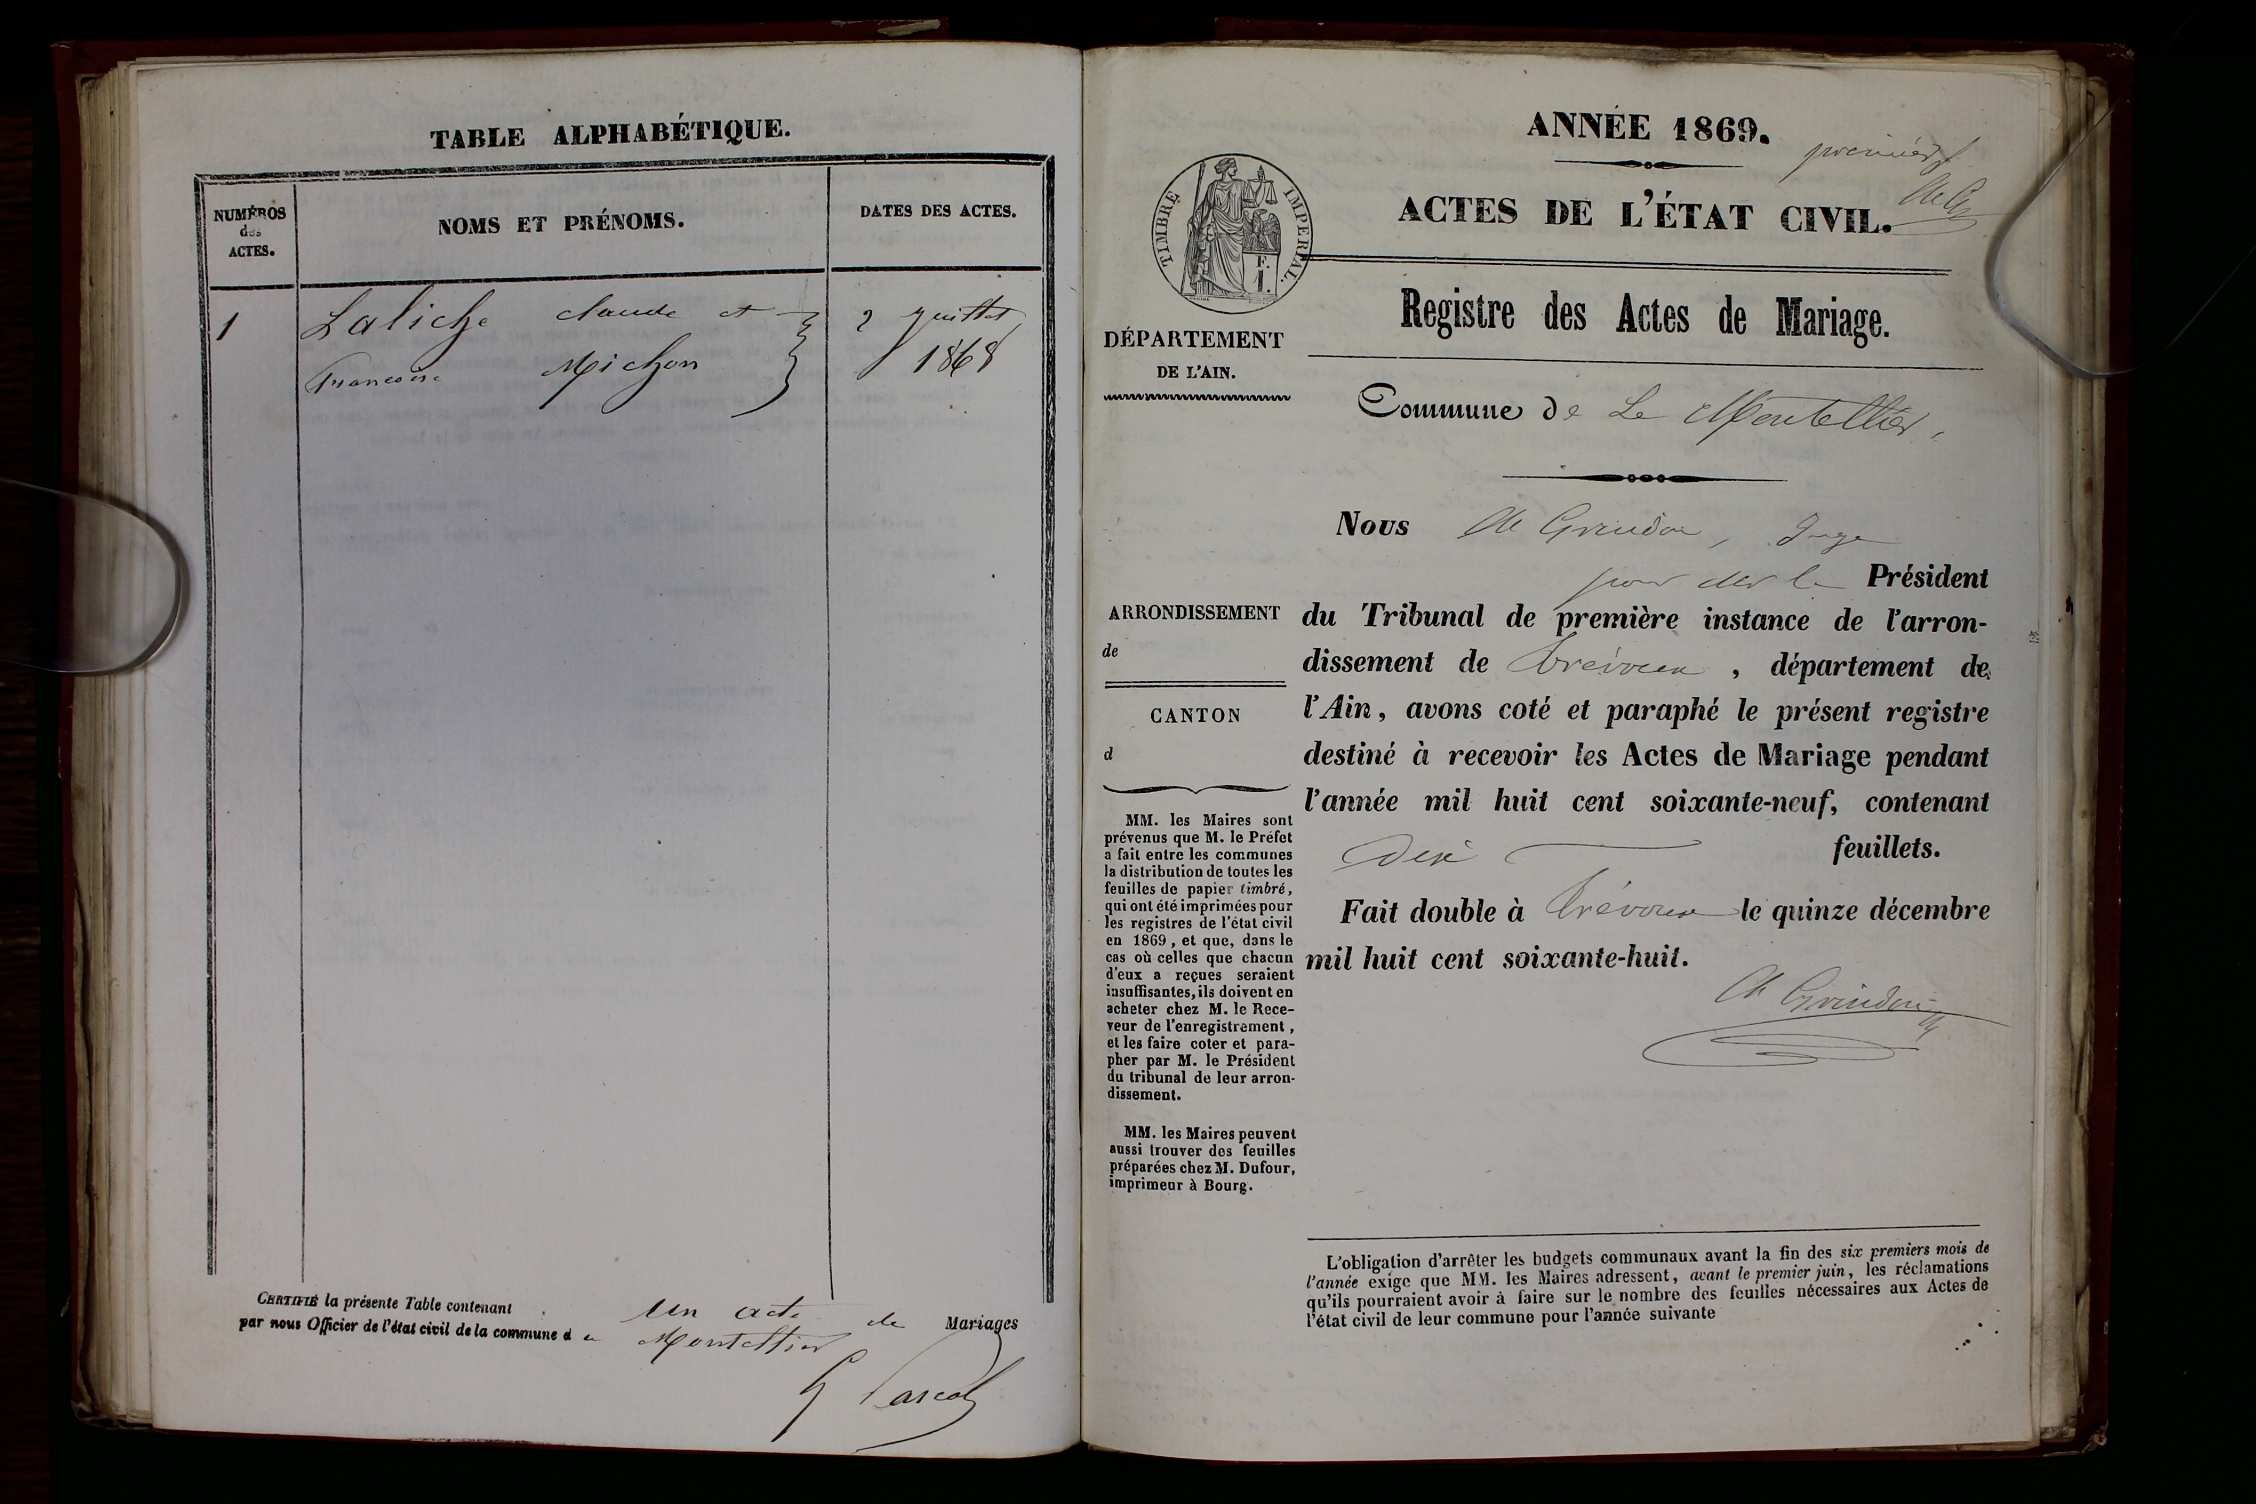 TABLE ALPHABÉTIQUE.
NUMÉROS
des
ACTES.
NOMS ET PRÉNOMS.
DATES DES ACTES.
1 Laliche claude et 2 Juillet
Francoise Michon 1868
CERTIFIÉ la présente Table contenant un acte de Mariages
par nous Officier de l'état civil de la commune d e Montellier
G Pascal
ANNÉE 1869.
premier
ACTES DE L'ÉTAT CIVIL.
TIMBRE IMPERIAL.
F.
1.
Registre des Actes de Mariage.
DÉPARTEMENT
DE L'AIN.
Commune de Le Montellier,
Nous Ch Grindon, Juge
pour le Président
ARRONDISSEMENT
de
du Tribunal de première instance de l'arron-
dissement de Trévoux, département de
CANTON
d
l'Ain, avons coté et paraphé le présent registre
destiné à recevoir les Actes de Mariage pendant
l'année mil huit cent soixante-neuf, contenant
dix feuillets.
Fait double à Trévoux le quinze décembre
mil huit cent soixante-huit.
Ch Grindon
MM. les Maires sont
prévenus que M. le Préfet
a fait entre les communes
la distribution de toutes les
feuilles de papier timbré,
qui ont été imprimées pour
les registres de l'état civil
en 1869, et que, dans le
cas où celles que chacun
d'eux a reçues seraient
insuffisantes, ils doivent en
acheter chez M. le Rece-
veur de l'enregistrement,
et les faire coter et para-
pher par M. le Président
du tribunal de leur arron-
dissement.
MM. les Maires peuvent
aussi trouver des feuilles
préparées chez M. Dufour,
imprimeur à Bourg.
L'obligation d'arrêter les budgets communaux avant la fin des six premiers mois de
l'année exige que MM. les Maires adressent, avant le premier juin, les réclamations
qu'ils pourraient avoir à faire sur le nombre des feuilles nécessaires aux Actes de
l'état civil de leur commune pour l'année suivante